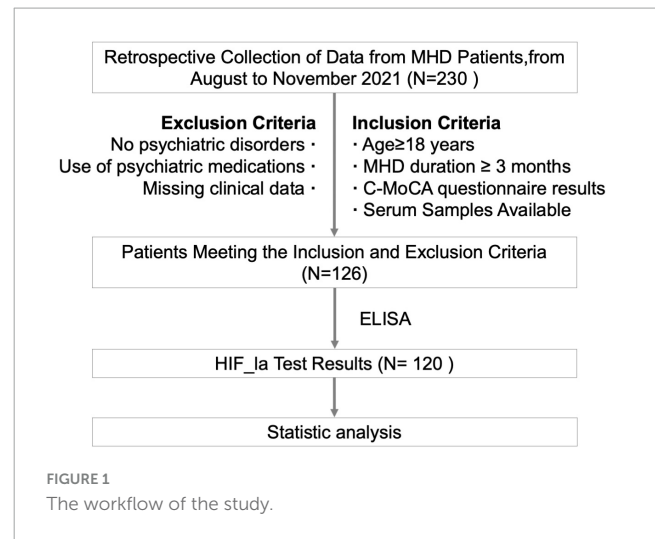 Retrospective Collection of Data from MHD Patients,from
August to November 2021 (N=230 )
Exclusion Criteria
No psychiatric disorders ·
Use of psychiatric medications ·
Missing clinical data ·
Inclusion Criteria
· Age≥18 years
· MHD duration ≥ 3 months
· C-MoCA questionnaire results
· Serum Samples Available
Patients Meeting the Inclusion and Exclusion Criteria
(N=126)
ELISA
HIF_la Test Results (N= 120 )
Statistic analysis
FIGURE 1
The workflow of the study.